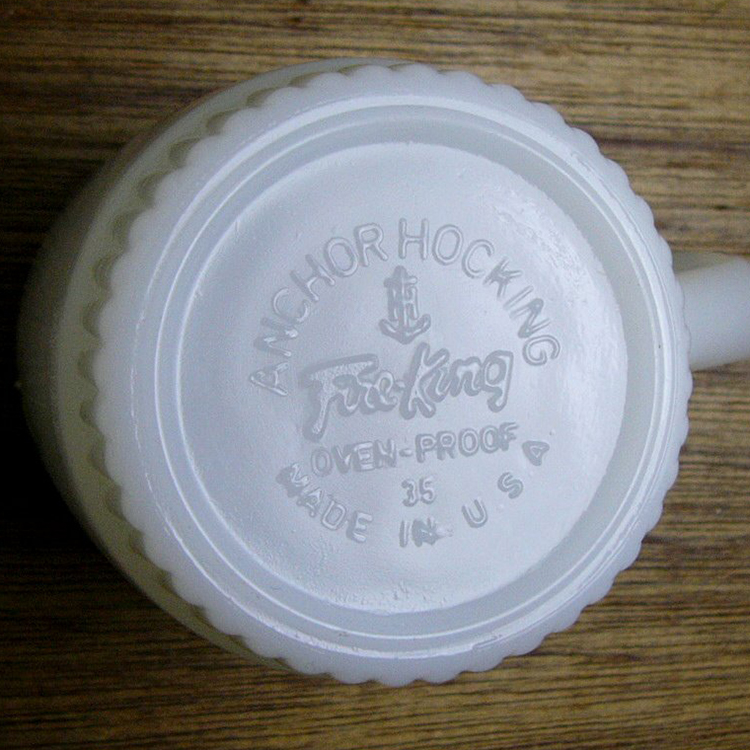 ANCHOR HOCKING
Fire-King
OVEN-PROOF
35
MADE IN U S A